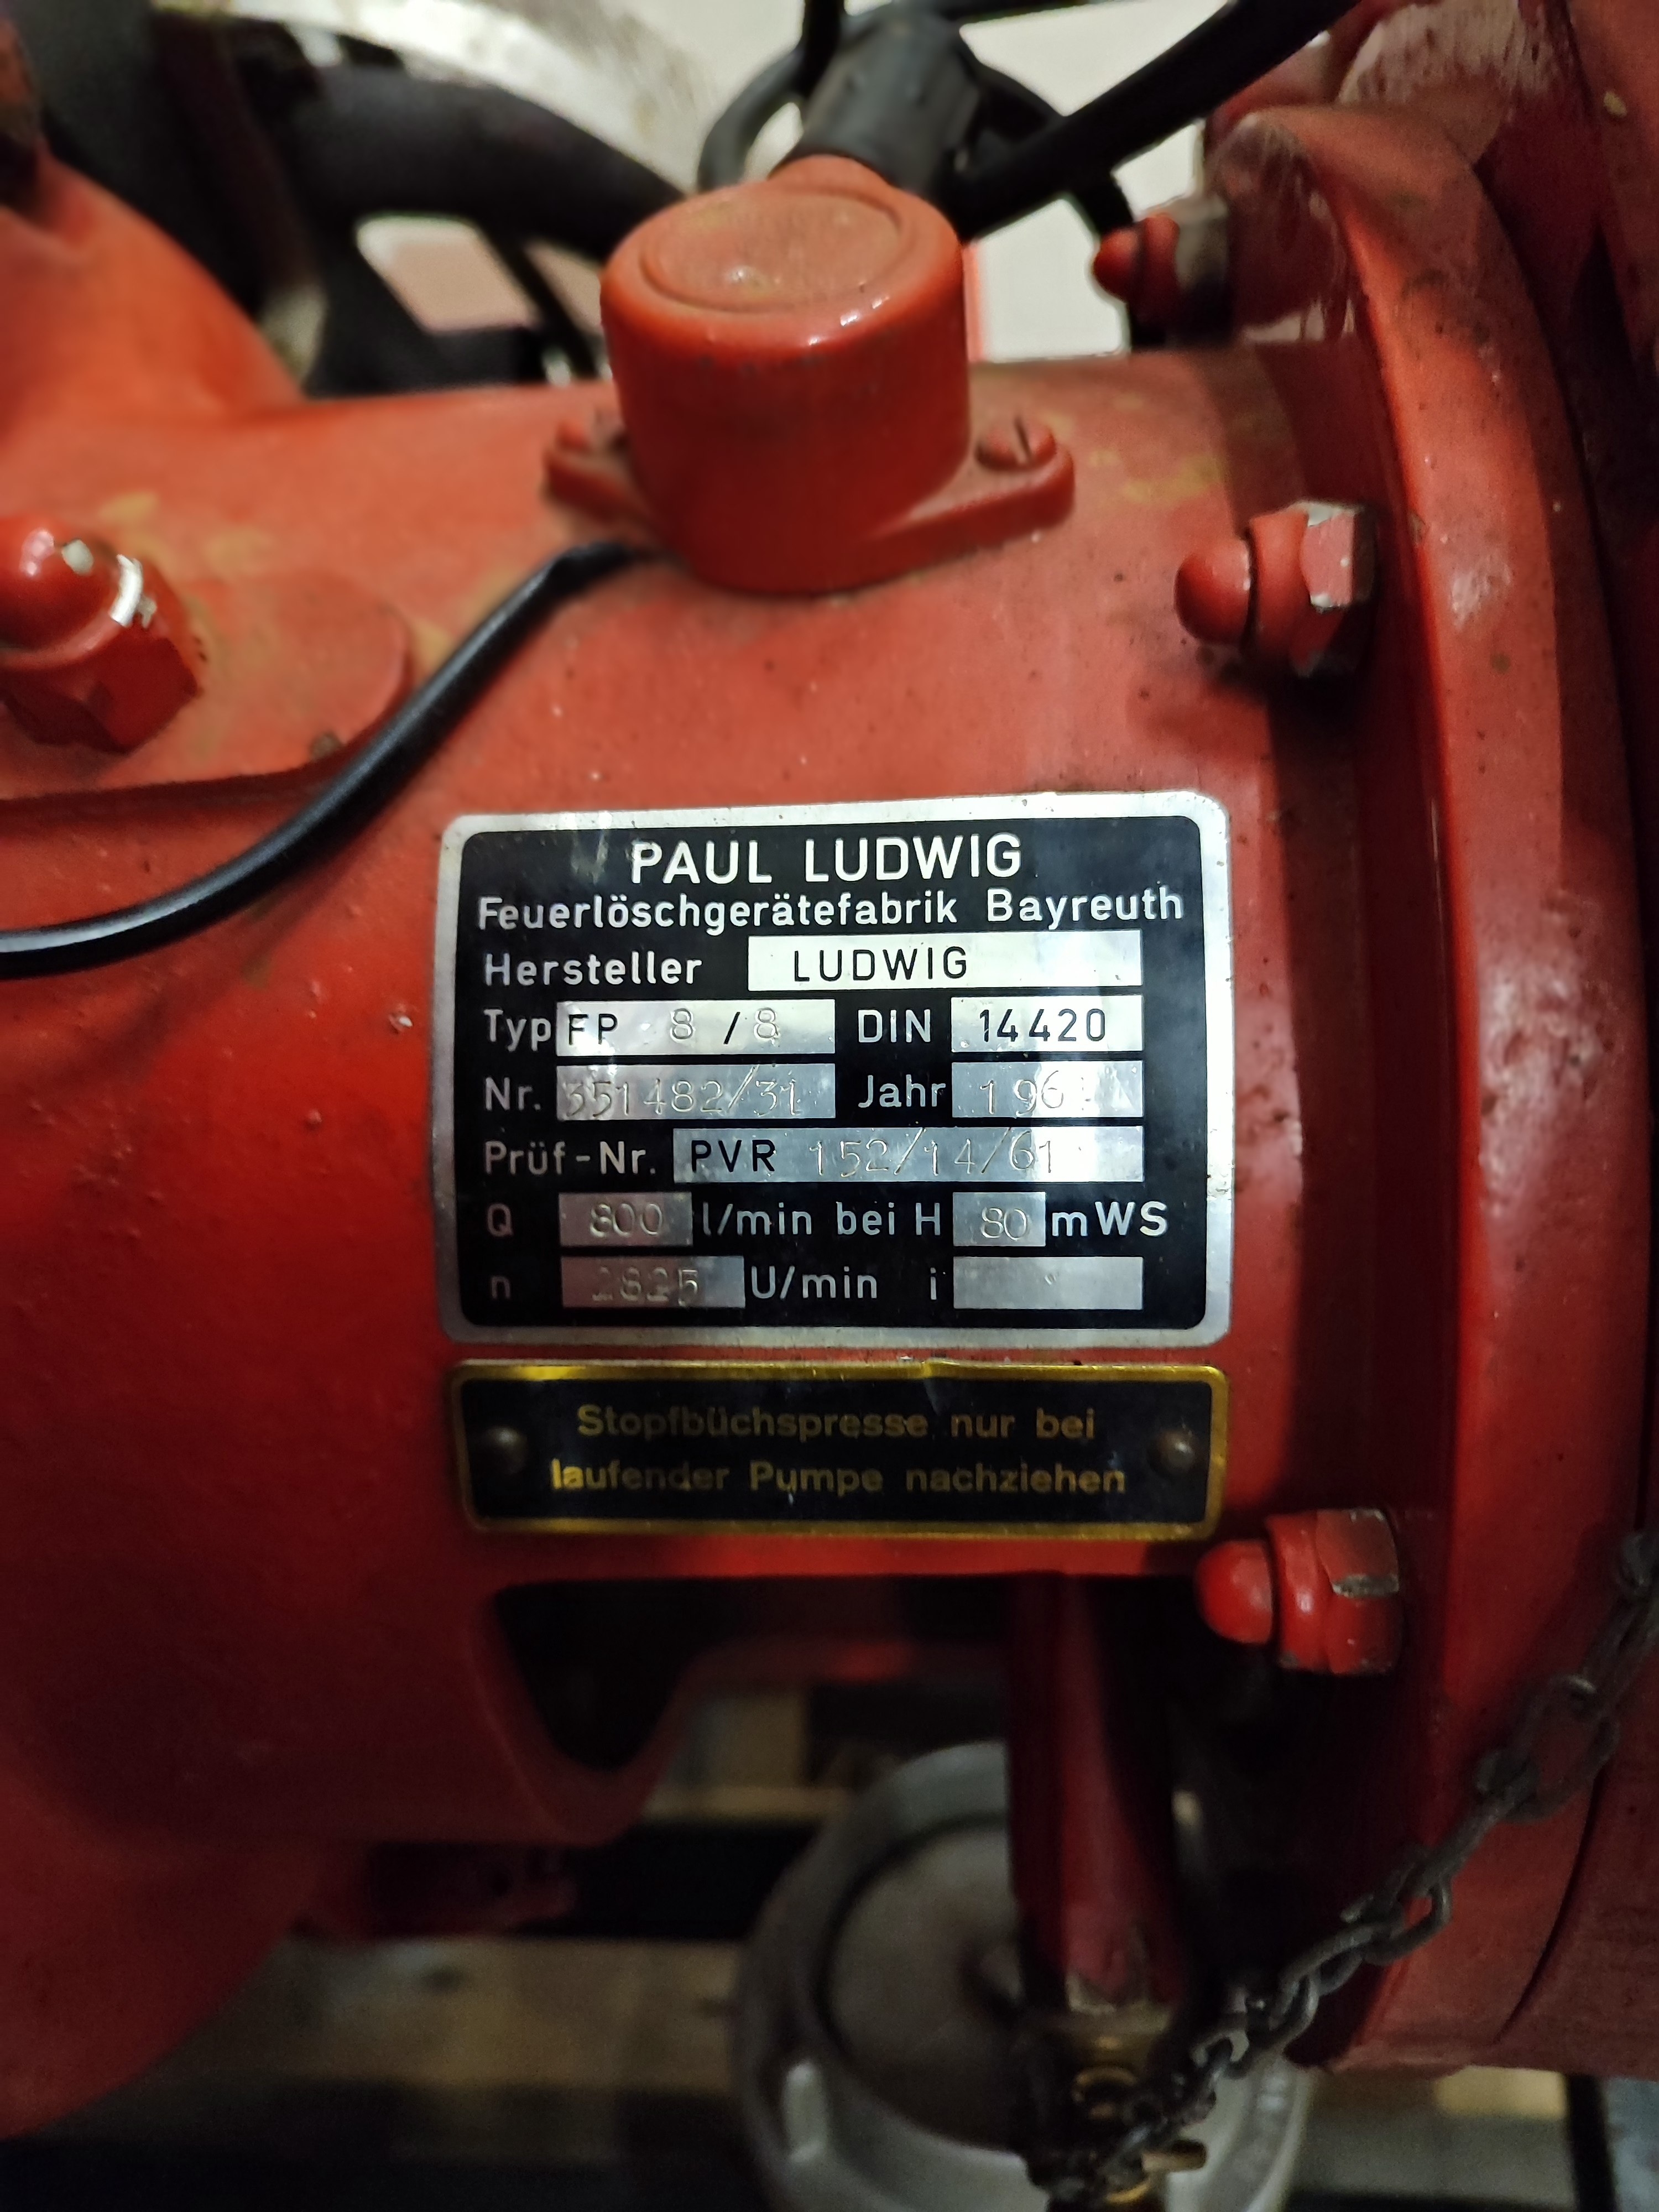 PAUL LUDWIG
Feuerlöschgerätefabrik Bayreuth
Hersteller LUDWIG
Typ FP 8/8 DIN 14420
Nr. 351482/31 Jahr
Prüf-Nr. PVR 152/14/61
Q 800 l/min bei H 80 mWS
n 2825 U/min i
Stopfbüchspresse nur bei
laufender Pumpe nachziehen